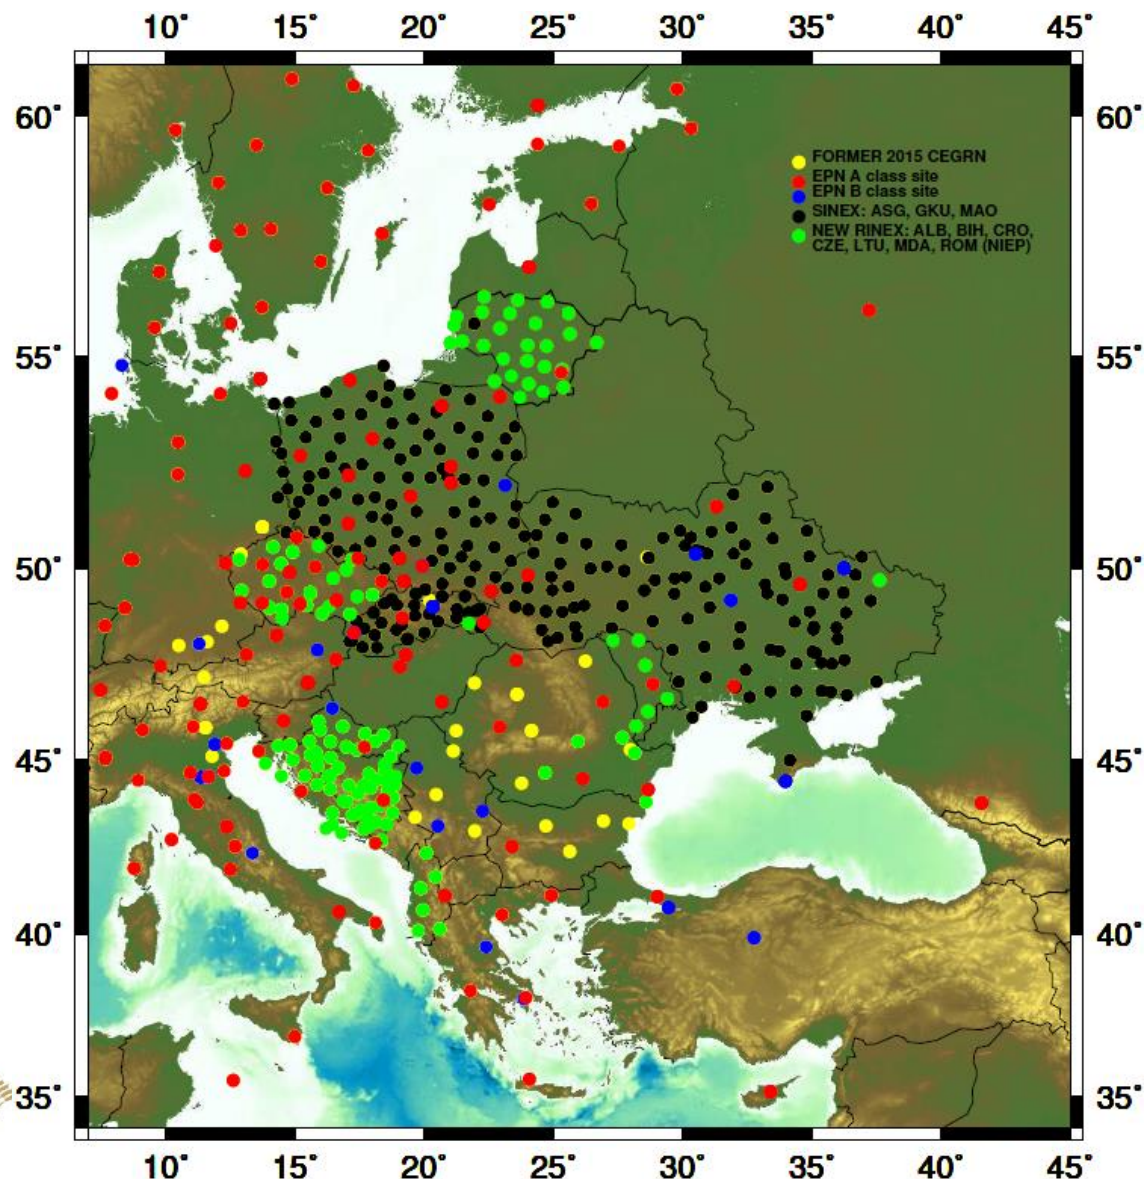 10° 15° 20° 25° 30° 35° 40° 45°
60° 60°
FORMER 2015 CEGRN
EPN A class site
EPN B class site
SINEX: ASG, GKU, MAO
NEW RINEX: ALB, BIH, CRO,
CZE, LTU, MDA, ROM (NIEP)
55° 55°
50° 50°
45° 45°
40° 40°
35° 35°
10° 15° 20° 25° 30° 35° 40° 45°